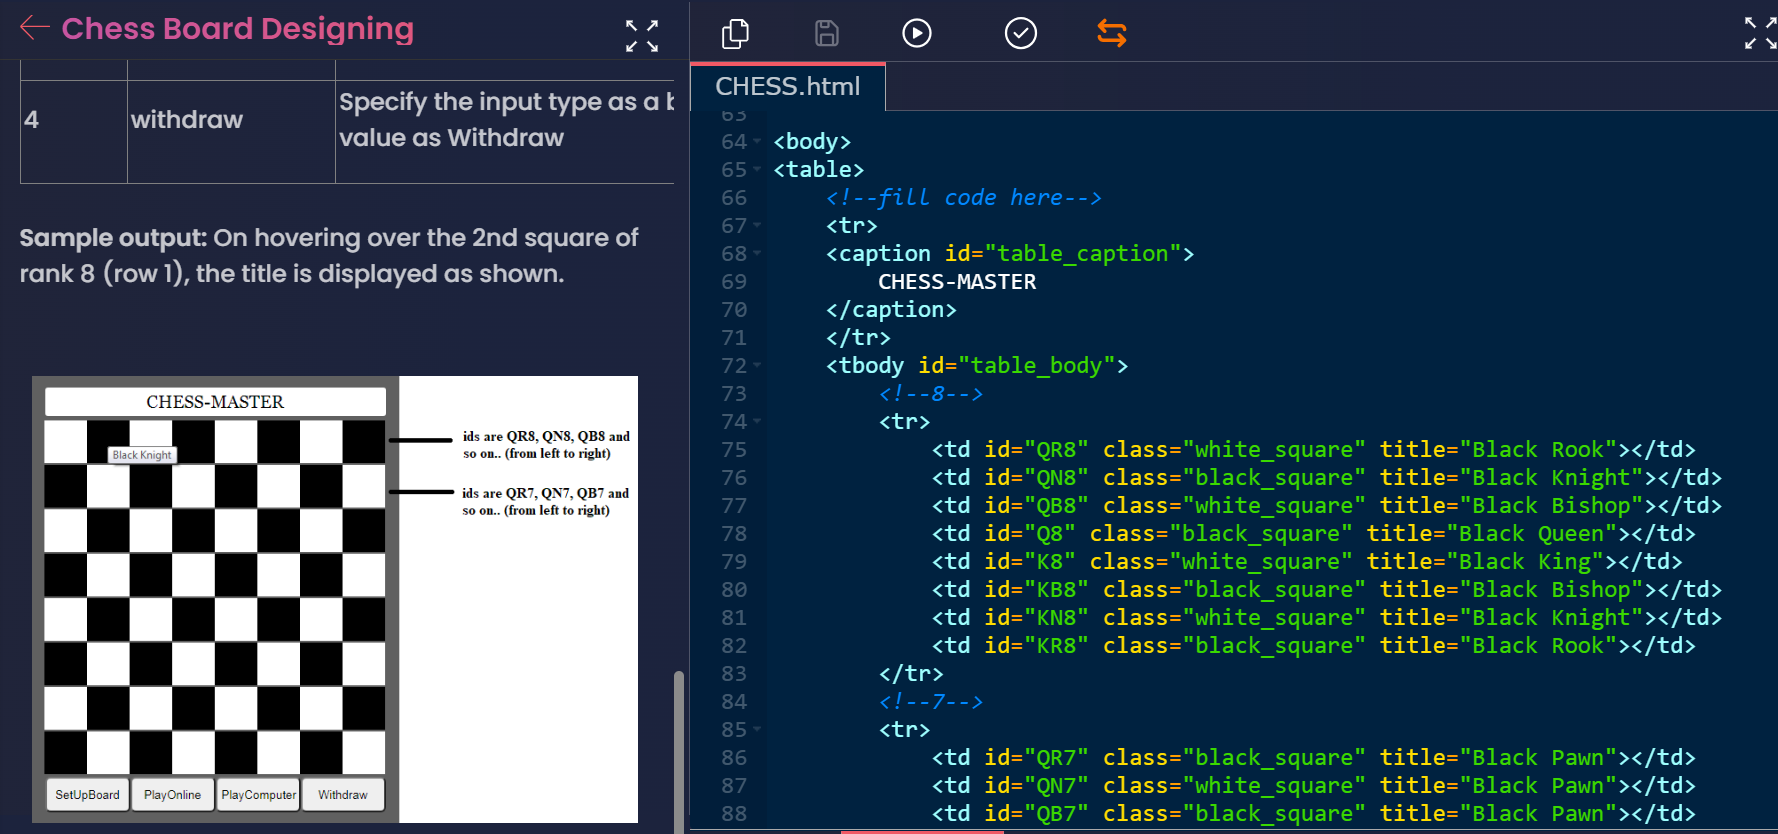 Chess Board Designing
4
withdraw
Specify the input type as a b
value as Withdraw
Sample output: On hovering over the 2nd square of
rank 8 (row 1), the title is displayed as shown.
CHESS-MASTER
Black Knight
ids are QR8, QN8, QB8 and
so on.. (from left to right)
ids are QR7, QN7, QB7 and
so on.. (from left to right)
SetUpBoard
PlayOnline
PlayComputer
Withdraw
CHESS.html
63
64 <body>
65 <table>
66 <!--fill code here-->
67 <tr>
68 <caption id="table_caption">
69 CHESS-MASTER
70 </caption>
71 </tr>
72 <tbody id="table_body">
73 <!--8-->
74 <tr>
75 <td id="QR8" class="white_square" title="Black Rook"></td>
76 <td id="QN8" class="black_square" title="Black Knight"></td>
77 <td id="QB8" class="white_square" title="Black Bishop"></td>
78 <td id="Q8" class="black_square" title="Black Queen"></td>
79 <td id="K8" class="white_square" title="Black King"></td>
80 <td id="KB8" class="black_square" title="Black Bishop"></td>
81 <td id="KN8" class="white_square" title="Black Knight"></td>
82 <td id="KR8" class="black_square" title="Black Rook"></td>
83 </tr>
84 <!--7-->
85 <tr>
86 <td id="QR7" class="black_square" title="Black Pawn"></td>
87 <td id="QN7" class="white_square" title="Black Pawn"></td>
88 <td id="QB7" class="black_square" title="Black Pawn"></td>